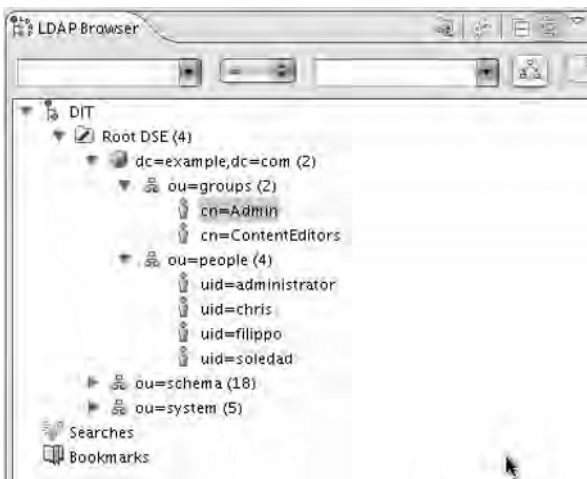 LDAP Browser
=
DIT
Root DSE (4)
dc=example,dc=com (2)
ou=groups (2)
cn=Admin
cn=ContentEditors
ou=people (4)
uid=administrator
uid=chris
uid=filippo
uid=soledad
ou=schema (18)
ou=system (5)
Searches
Bookmarks